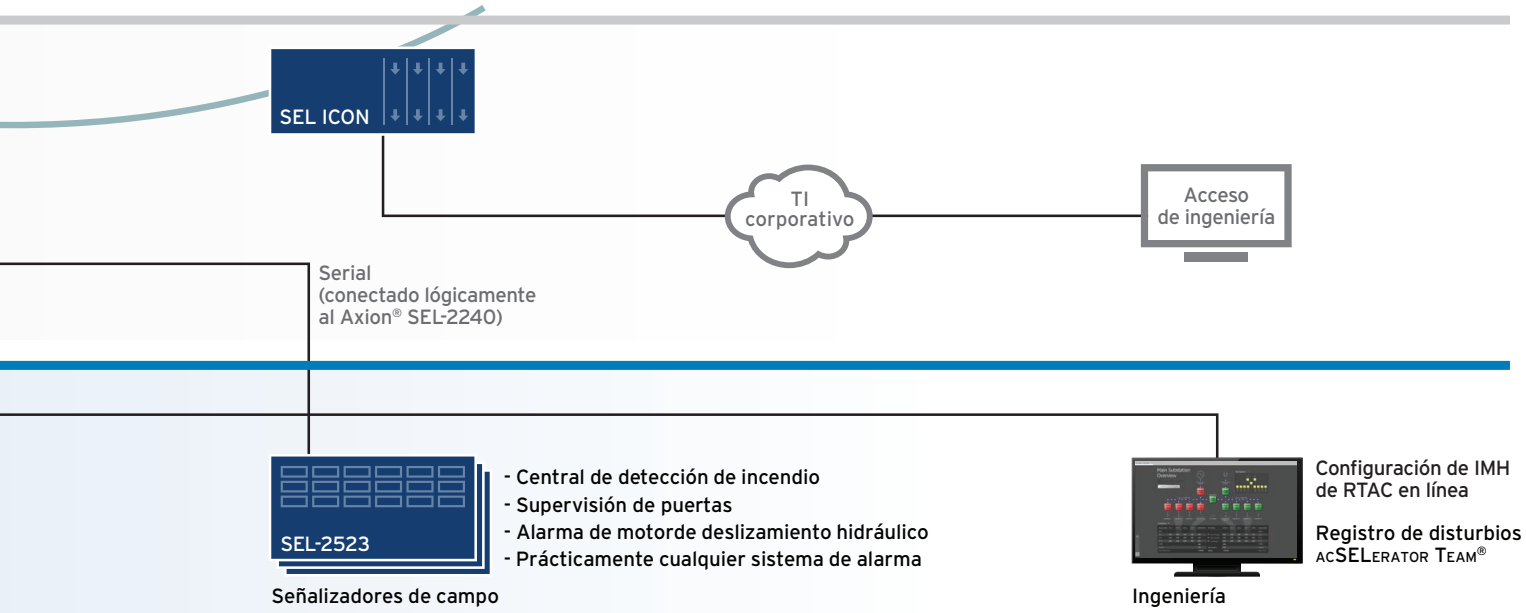 SEL ICON
TI
corporativo
Acceso
de ingeniería
Serial
(conectado lógicamente
al Axion® SEL-2240)
SEL-2523
- Central de detección de incendio
- Supervisión de puertas
- Alarma de motorde deslizamiento hidráulico
- Prácticamente cualquier sistema de alarma
Señalizadores de campo
Main Substation
Overview
Configuración de IMH
de RTAC en línea
Registro de disturbios
ACSELERATOR TEAM®
Ingeniería